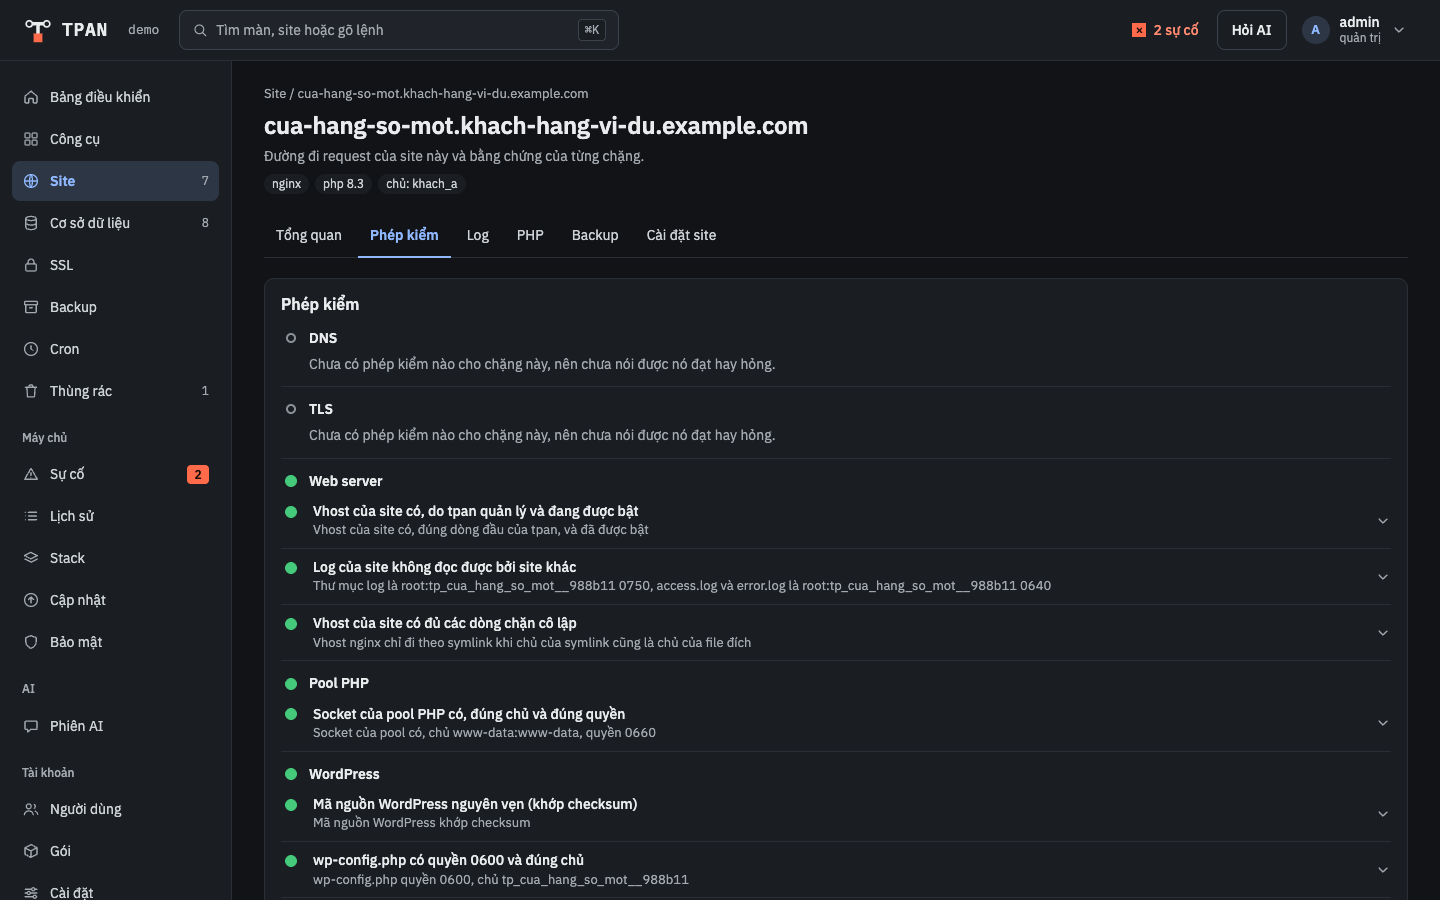 TPAN demo
Tìm màn, site hoặc gõ lệnh ⌘K
2 sự cố
Hỏi AI
A
admin
quản trị
Bảng điều khiển
Công cụ
Site 7
Cơ sở dữ liệu 8
SSL
Backup
Cron
Thùng rác 1
Máy chủ
Sự cố 2
Lịch sử
Stack
Cập nhật
Bảo mật
AI
Phiên AI
Tài khoản
Người dùng
Gói
Cài đặt
Site / cua-hang-so-mot.khach-hang-vi-du.example.com
cua-hang-so-mot.khach-hang-vi-du.example.com
Đường đi request của site này và bằng chứng của từng chặng.
nginx php 8.3 chủ: khach_a
Tổng quan Phép kiểm Log PHP Backup Cài đặt site
Phép kiểm
DNS
Chưa có phép kiểm nào cho chặng này, nên chưa nói được nó đạt hay hỏng.
TLS
Chưa có phép kiểm nào cho chặng này, nên chưa nói được nó đạt hay hỏng.
Web server
Vhost của site có, do tpan quản lý và đang được bật
Vhost của site có, đúng dòng đầu của tpan, và đã được bật
Log của site không đọc được bởi site khác
Thư mục log là root:tp_cua_hang_so_mot__988b11 0750, access.log và error.log là root:tp_cua_hang_so_mot__988b11 0640
Vhost của site có đủ các dòng chặn cô lập
Vhost nginx chỉ đi theo symlink khi chủ của symlink cũng là chủ của file đích
Pool PHP
Socket của pool PHP có, đúng chủ và đúng quyền
Socket của pool có, chủ www-data:www-data, quyền 0660
WordPress
Mã nguồn WordPress nguyên vẹn (khớp checksum)
Mã nguồn WordPress khớp checksum
wp-config.php có quyền 0600 và đúng chủ
wp-config.php quyền 0600, chủ tp_cua_hang_so_mot__988b11